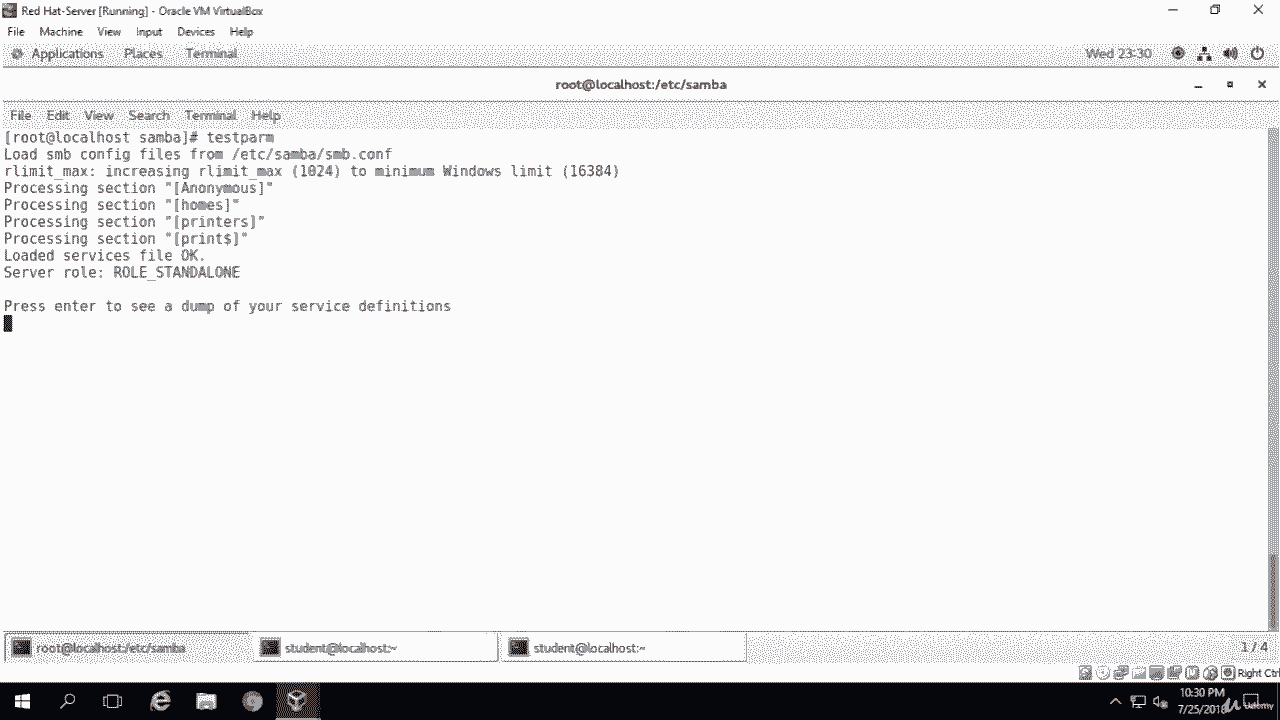 Red Hat-Server [Running] - Oracle VM VirtualBox
File Machine View Input Devices Help
Applications Places Terminal Wed 23:30
root@localhost:/etc/samba
File Edit View Search Terminal Help
[root@localhost samba]# testparm
Load smb config files from /etc/samba/smb.conf
rlimit_max: increasing rlimit_max (1024) to minimum Windows limit (16384)
Processing section "[Anonymous]"
Processing section "[homes]"
Processing section "[printers]"
Processing section "[print$]"
Loaded services file OK.
Server role: ROLE_STANDALONE
Press enter to see a dump of your service definitions
root@localhost:/etc/samba student@localhost:~ student@localhost:~ 1 / 4
Right Ctrl
10:30 PM
7/25/2018
Udemy